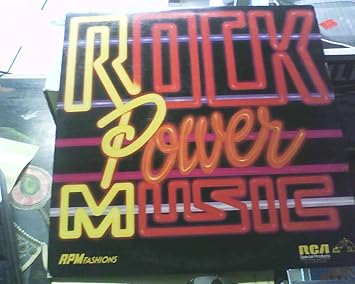 ROCK
Power
MUSIC
RPM FASHIONS
RCA
Special Products